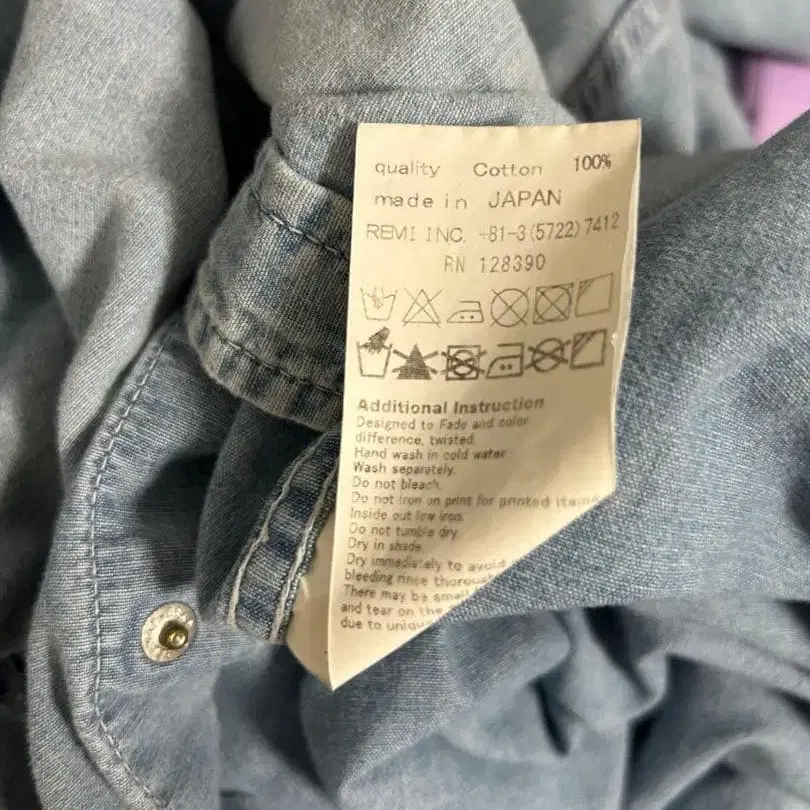 quality Cotton 100%
made in JAPAN
REMI INC. +81-3(5722)7412
RN 128390
Additional Instruction
Designed to Fade and color
difference, twisted.
Hand wash in cold water
Wash separately.
Do not bleach.
Do not iron on print for printed items
Inside out low iron.
Do not tumble dry
Dry in shade
Dry immediately to avoid
bleeding rinse
There may be small
and tear on the
due to